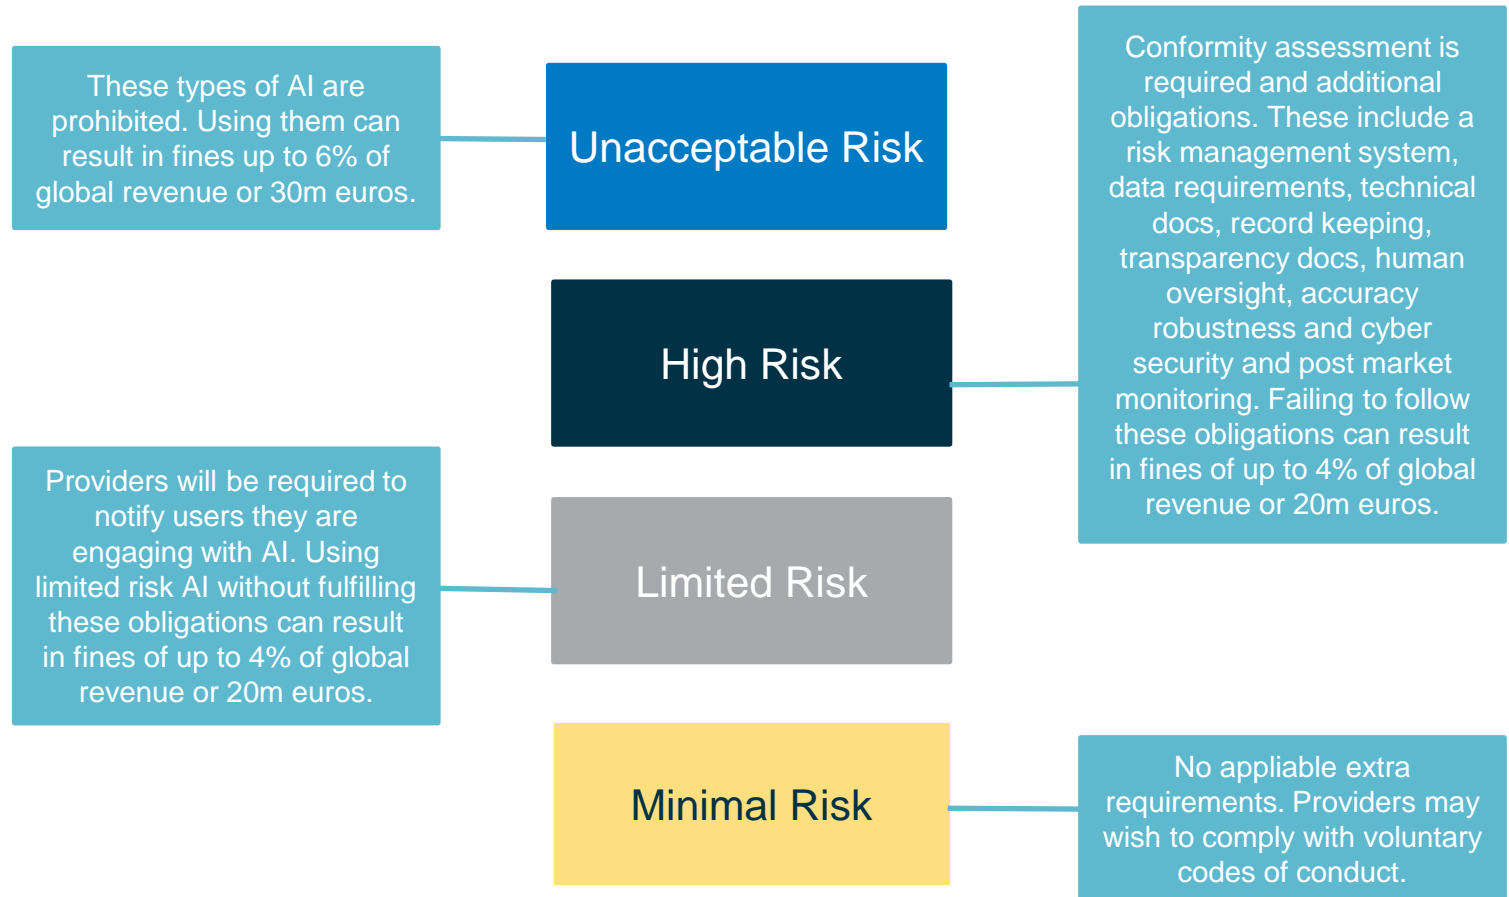 These types of AI are
prohibited. Using them can
result in fines up to 6% of
global revenue or 30m euros.
Unacceptable Risk
Conformity assessment is
required and additional
obligations. These include a
risk management system,
data requirements, technical
docs, record keeping,
transparency docs, human
oversight, accuracy
robustness and cyber
security and post market
monitoring. Failing to follow
these obligations can result
in fines of up to 4% of global
revenue or 20m euros.
High Risk
Providers will be required to
notify users they are
engaging with AI. Using
limited risk AI without fulfilling
these obligations can result
in fines of up to 4% of global
revenue or 20m euros.
Limited Risk
Minimal Risk
No appliable extra
requirements. Providers may
wish to comply with voluntary
codes of conduct.